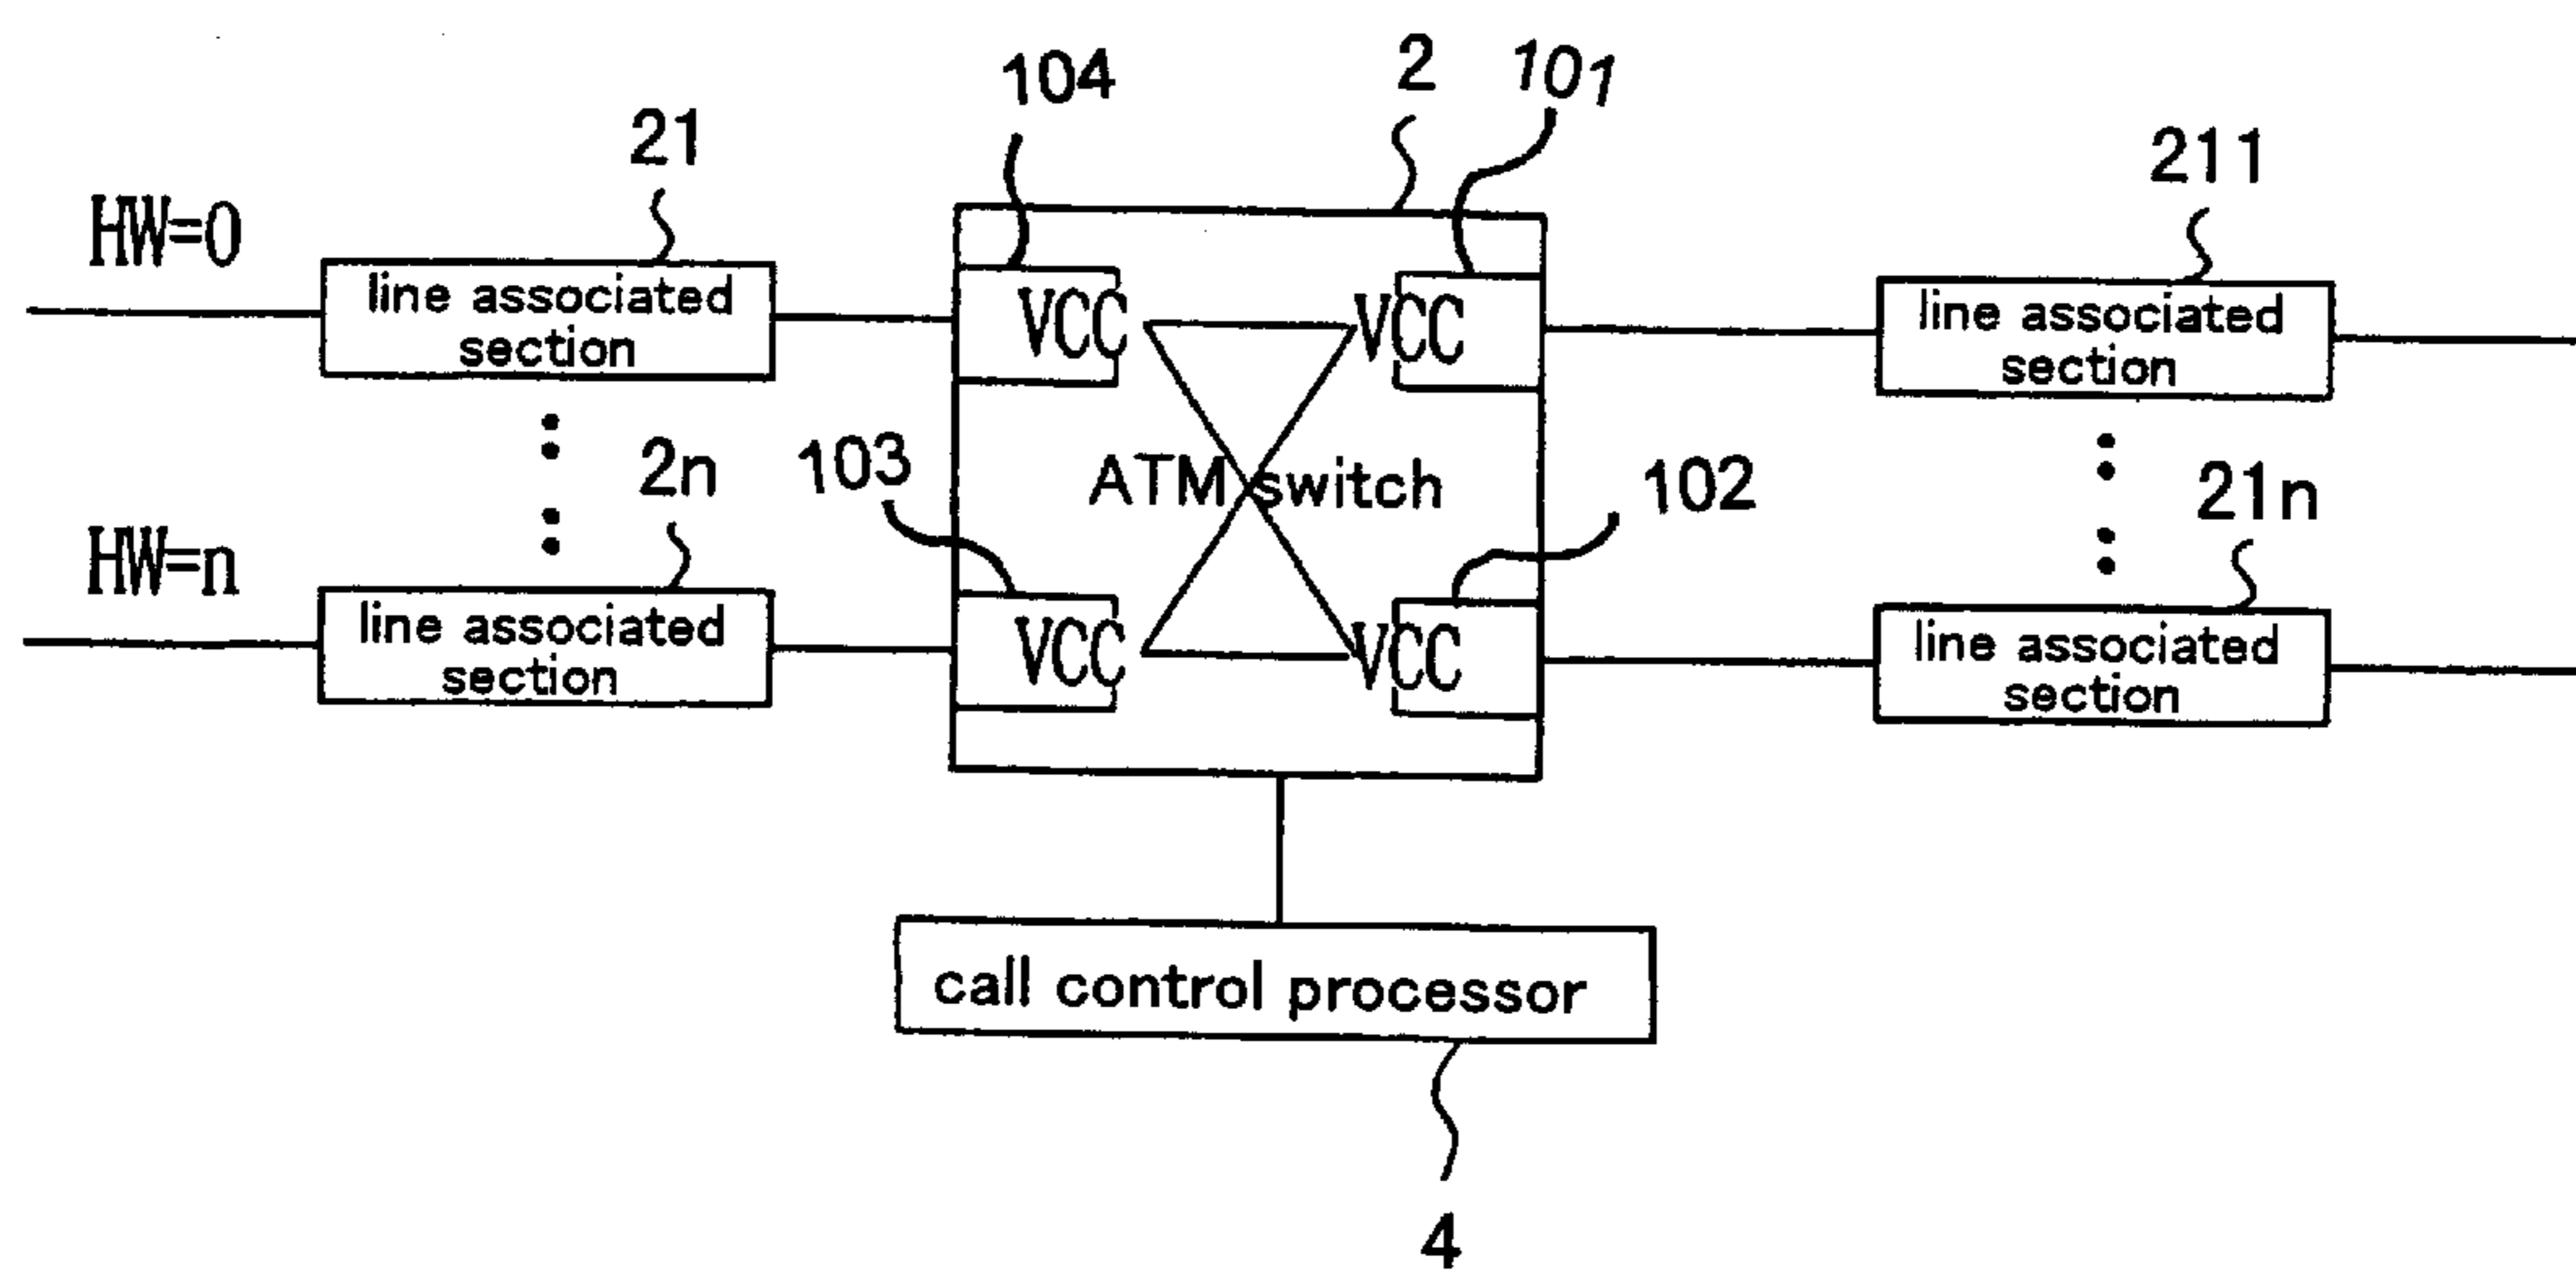 2
101
104
21
211
HW=0
line associated
section
VCC
VCC
line associated
section
103
2n
ATM switch
102
21n
HW=n
line associated
section
VCC
VCC
line associated
section
call control processor
4